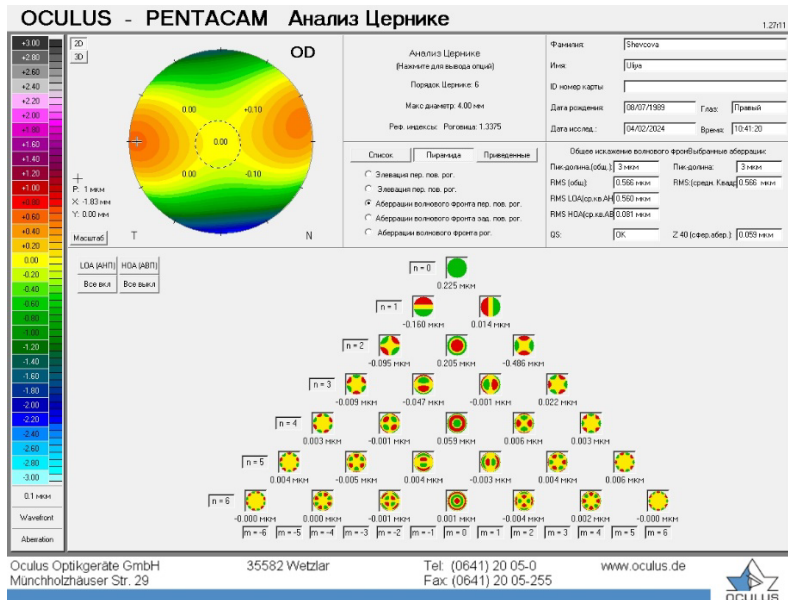 OCULUS - PENTACAM Анализ Цернике
1.27r11
+3.00
+2.80
+2.60
+2.40
+2.20
+2.00
+1.80
+1.60
+1.40
+1.20
+1.00
+0.80
+0.60
+0.40
+0.20
0.00
-0.20
-0.40
-0.60
-0.80
-1.00
-1.20
-1.40
-1.60
-1.80
-2.00
-2.20
-2.40
-2.60
-2.80
-3.00
0.1 мкм
Wavefront
Aberration
2D
3D
OD
0.00 +0.10
0.00
0.00 -0.10
P: 1 мкм
X: -1.83 мм
Y: 0.00 мм
Масштаб
T N
Анализ Цернике
(Нажмите для вывода опций)
Порядок Цернике: 6
Макс диаметр: 4.00 мм
Реф. индексы: Роговица: 1.3375
Список Пирамида Приведенные
Элевация пер. пов. рог.
Элевация пер. пов. рог.
Аберрации волнового фронта пер. пов. рог.
Аберрации волнового фронта зад. пов. рог.
Аберрации волнового фронта рог.
Фамилия: Shevcova
Имя: Uliya
ID номер карты
Дата рождения: 08/07/1989 Глаз: Правый
Дата исслед.: 04/02/2024 Время: 10:41:20
Общее искажение волнового фронВыбранные аберрации:
Пик-долина.(общ.): 3 мкм Пик-долина: 3 мкм
RMS (общ): 0.566 мкм RMS:(средн. Квадр 0.566 мкм
RMS LOA(ср.кв.АН 0.560 мкм
RMS HOA(ср.кв.АВ 0.081 мкм
QS: OK Z 40 (сфер.абер.): 0.059 мкм
LOA (АНП) HOA (АВП)
Все вкл Все выкл
n = 0
0.225 мкм
n = 1
-0.160 мкм 0.014 мкм
n = 2
-0.095 мкм 0.205 мкм -0.486 мкм
n = 3
-0.009 мкм -0.047 мкм -0.001 мкм 0.022 мкм
n = 4
0.003 мкм -0.001 мкм 0.059 мкм 0.006 мкм 0.003 мкм
n = 5
0.004 мкм -0.005 мкм 0.004 мкм -0.003 мкм 0.004 мкм 0.006 мкм
n = 6
-0.000 мкм 0.000 мкм -0.001 мкм 0.001 мкм -0.004 мкм 0.002 мкм -0.000 мкм
m = -6 m = -5 m = -4 m = -3 m = -2 m = -1 m = 0 m = 1 m = 2 m = 3 m = 4 m = 5 m = 6
Oculus Optikgeräte GmbH 35582 Wetzlar Tel: (0641) 20 05-0 www.oculus.de
Münchholzhäuser Str. 29 Fax: (0641) 20 05-255
OCULUS